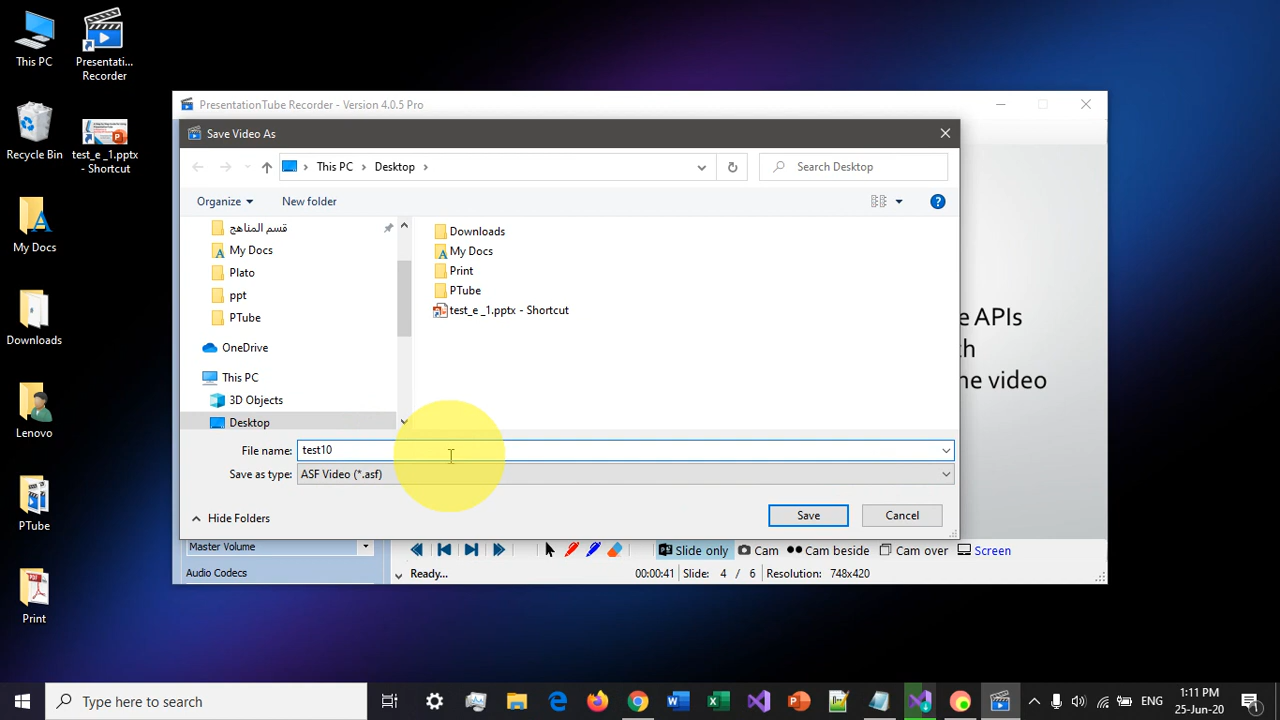 This PC
Presentati...
Recorder
Recycle Bin
test_e_1.pptx
- Shortcut
My Docs
Downloads
Lenovo
PTube
Print
PresentationTube Recorder - Version 4.0.5 Pro
Save Video As
This PC > Desktop >
Search Desktop
Organize
New folder
قسم المناهج
My Docs
Plato
ppt
PTube
OneDrive
This PC
3D Objects
Desktop
Downloads
My Docs
Print
PTube
test_e_1.pptx - Shortcut
e APIs
ne video
File name: test10
Save as type: ASF Video (*.asf)
Hide Folders
Save
Cancel
Master Volume
Audio Codecs
Slide only
Cam
Cam beside
Cam over
Screen
Ready...
00:00:41
Slide: 4 / 6
Resolution: 748x420
Type here to search
ENG
1:11 PM
25-Jun-20